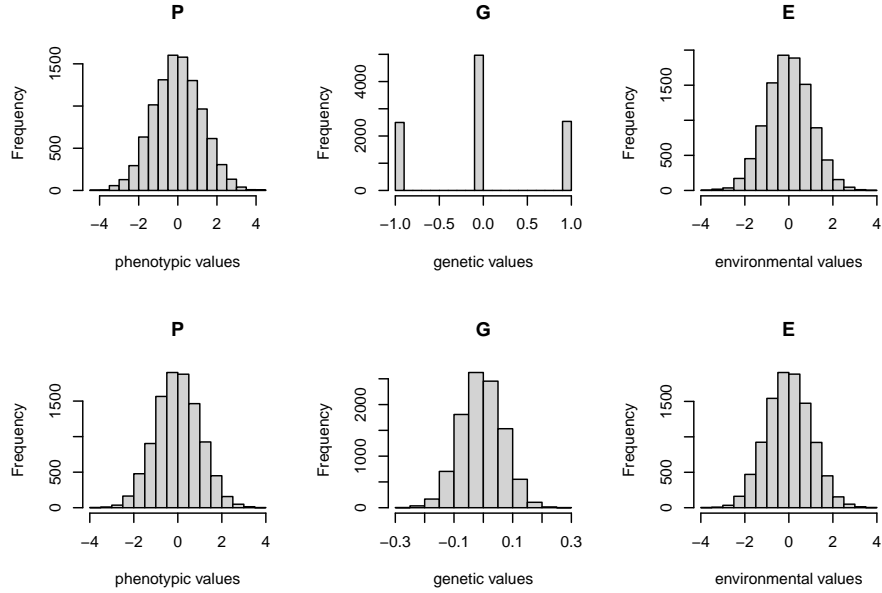 P
G
E
Frequency
0
500
1500
−4
−2
0
2
4
phenotypic values
Frequency
0
2000
4000
−1.0
−0.5
0.0
0.5
1.0
genetic values
Frequency
0
500
1500
−4
−2
0
2
4
environmental values
P
G
E
Frequency
0
500
1500
−4
−2
0
2
4
phenotypic values
Frequency
0
1000
2000
−0.3
−0.1
0.1
0.3
genetic values
Frequency
0
500
1500
−4
−2
0
2
4
environmental values